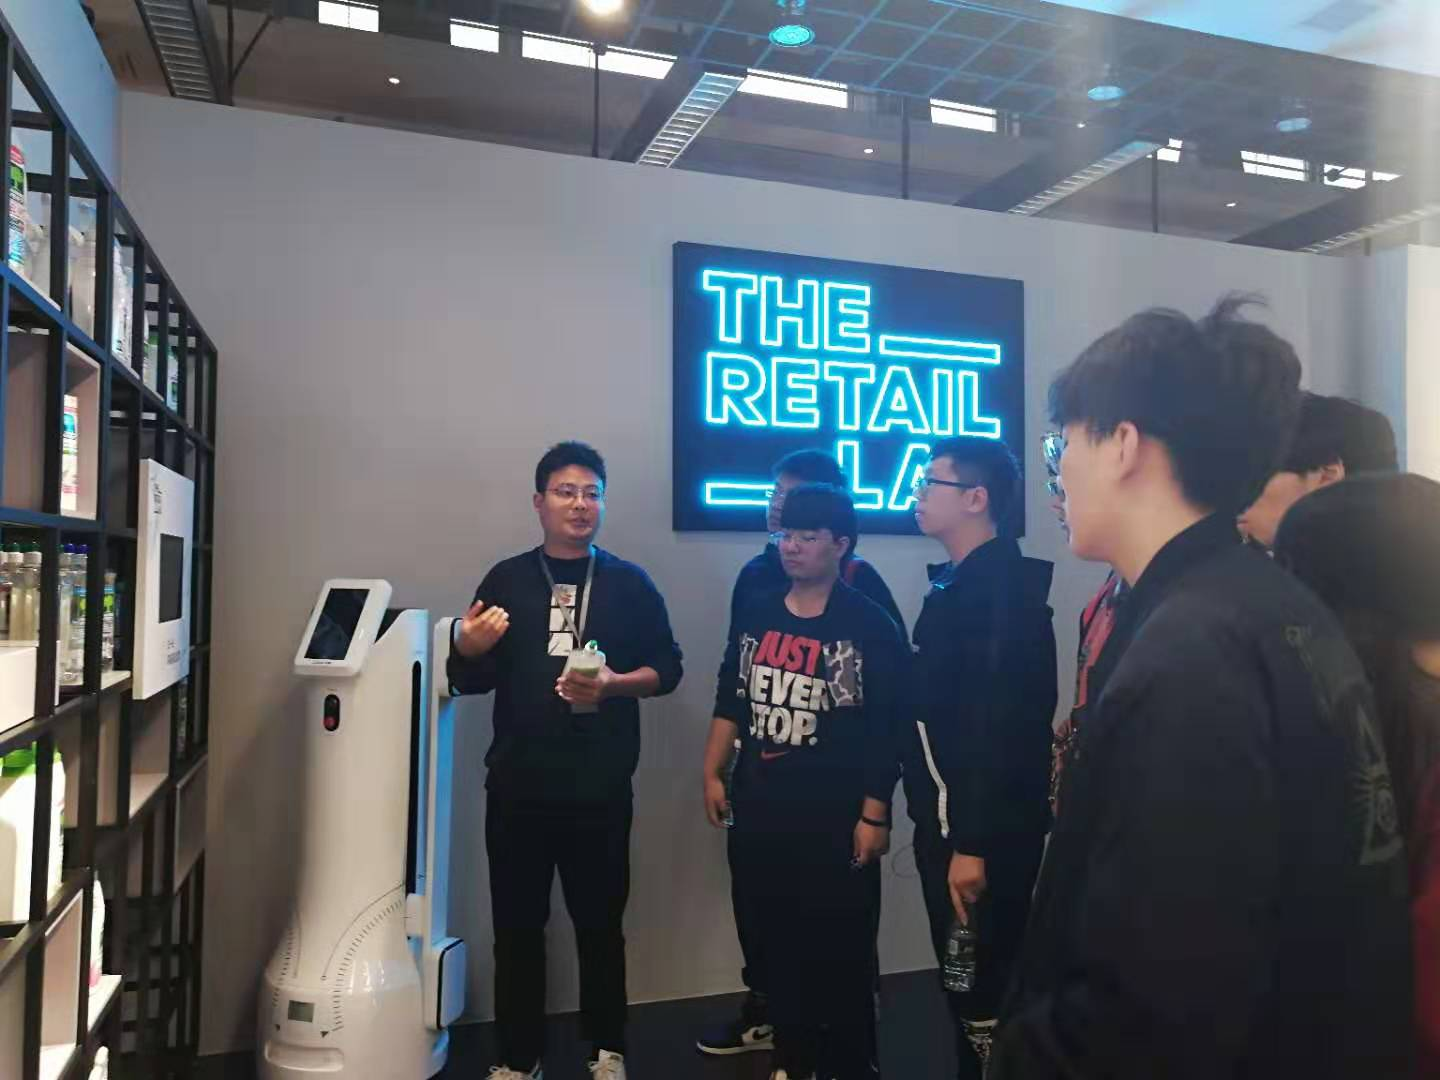 THE
RETAIL
LA
JUST
NEVER
STOP.